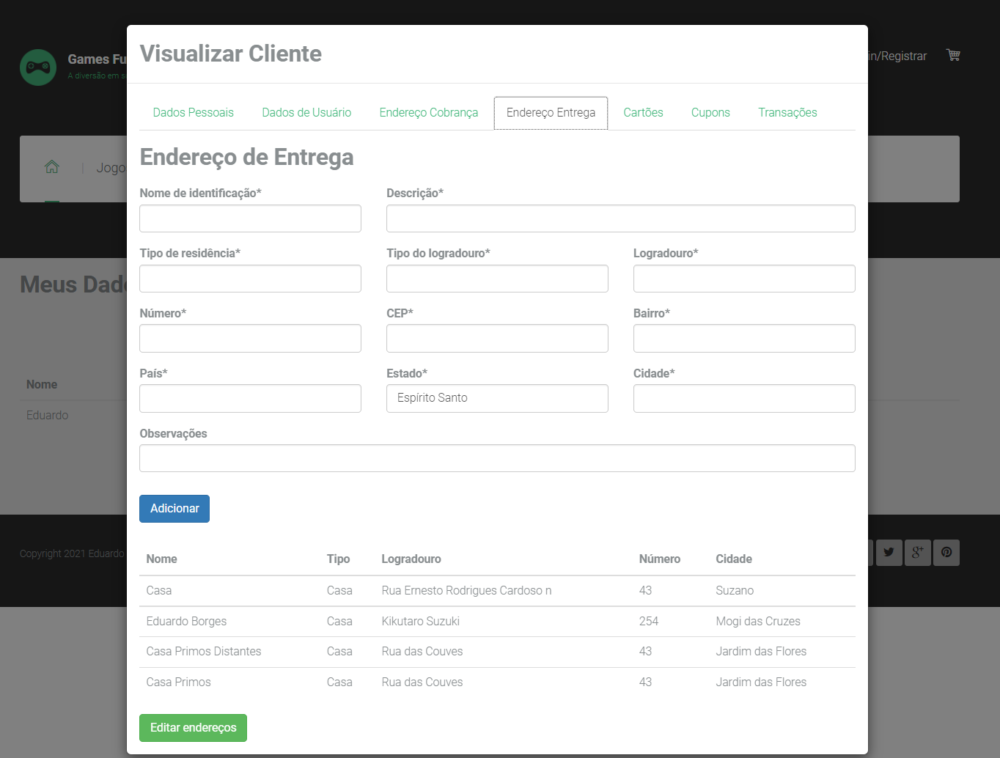 Visualizar Cliente
Games Fu
A diversão em s
in/Registrar
Dados Pessoais Dados de Usuário Endereço Cobrança Endereço Entrega Cartões Cupons Transações
Endereço de Entrega
| Jogo
Nome de identificação* Descrição*
Tipo de residência* Tipo do logradouro* Logradouro*
Meus Dad
Número* CEP* Bairro*
País* Estado* Cidade*
Nome
Espírito Santo
Eduardo
Observações
Adicionar
Copyright 2021 Eduardo
g+
Nome Tipo Logradouro Número Cidade
Casa Casa Rua Ernesto Rodrigues Cardoso n 43 Suzano
Eduardo Borges Casa Kikutaro Suzuki 254 Mogi das Cruzes
Casa Primos Distantes Casa Rua das Couves 43 Jardim das Flores
Casa Primos Casa Rua das Couves 43 Jardim das Flores
Editar endereços